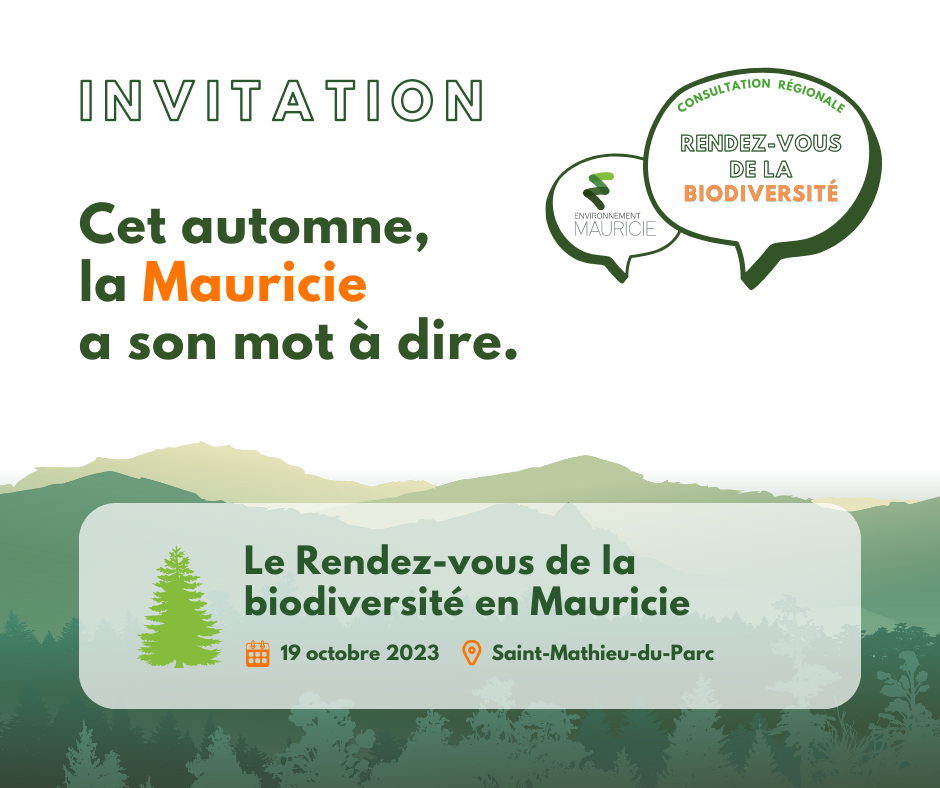 INVITATION
CONSULTATION RÉGIONALE
RENDEZ-VOUS
DE LA
BIODIVERSITÉ
ENVIRONNEMENT
MAURICIE
Cet automne,
la Mauricie
a son mot à dire.
Le Rendez-vous de la
biodiversité en Mauricie
19 octobre 2023 Saint-Mathieu-du-Parc